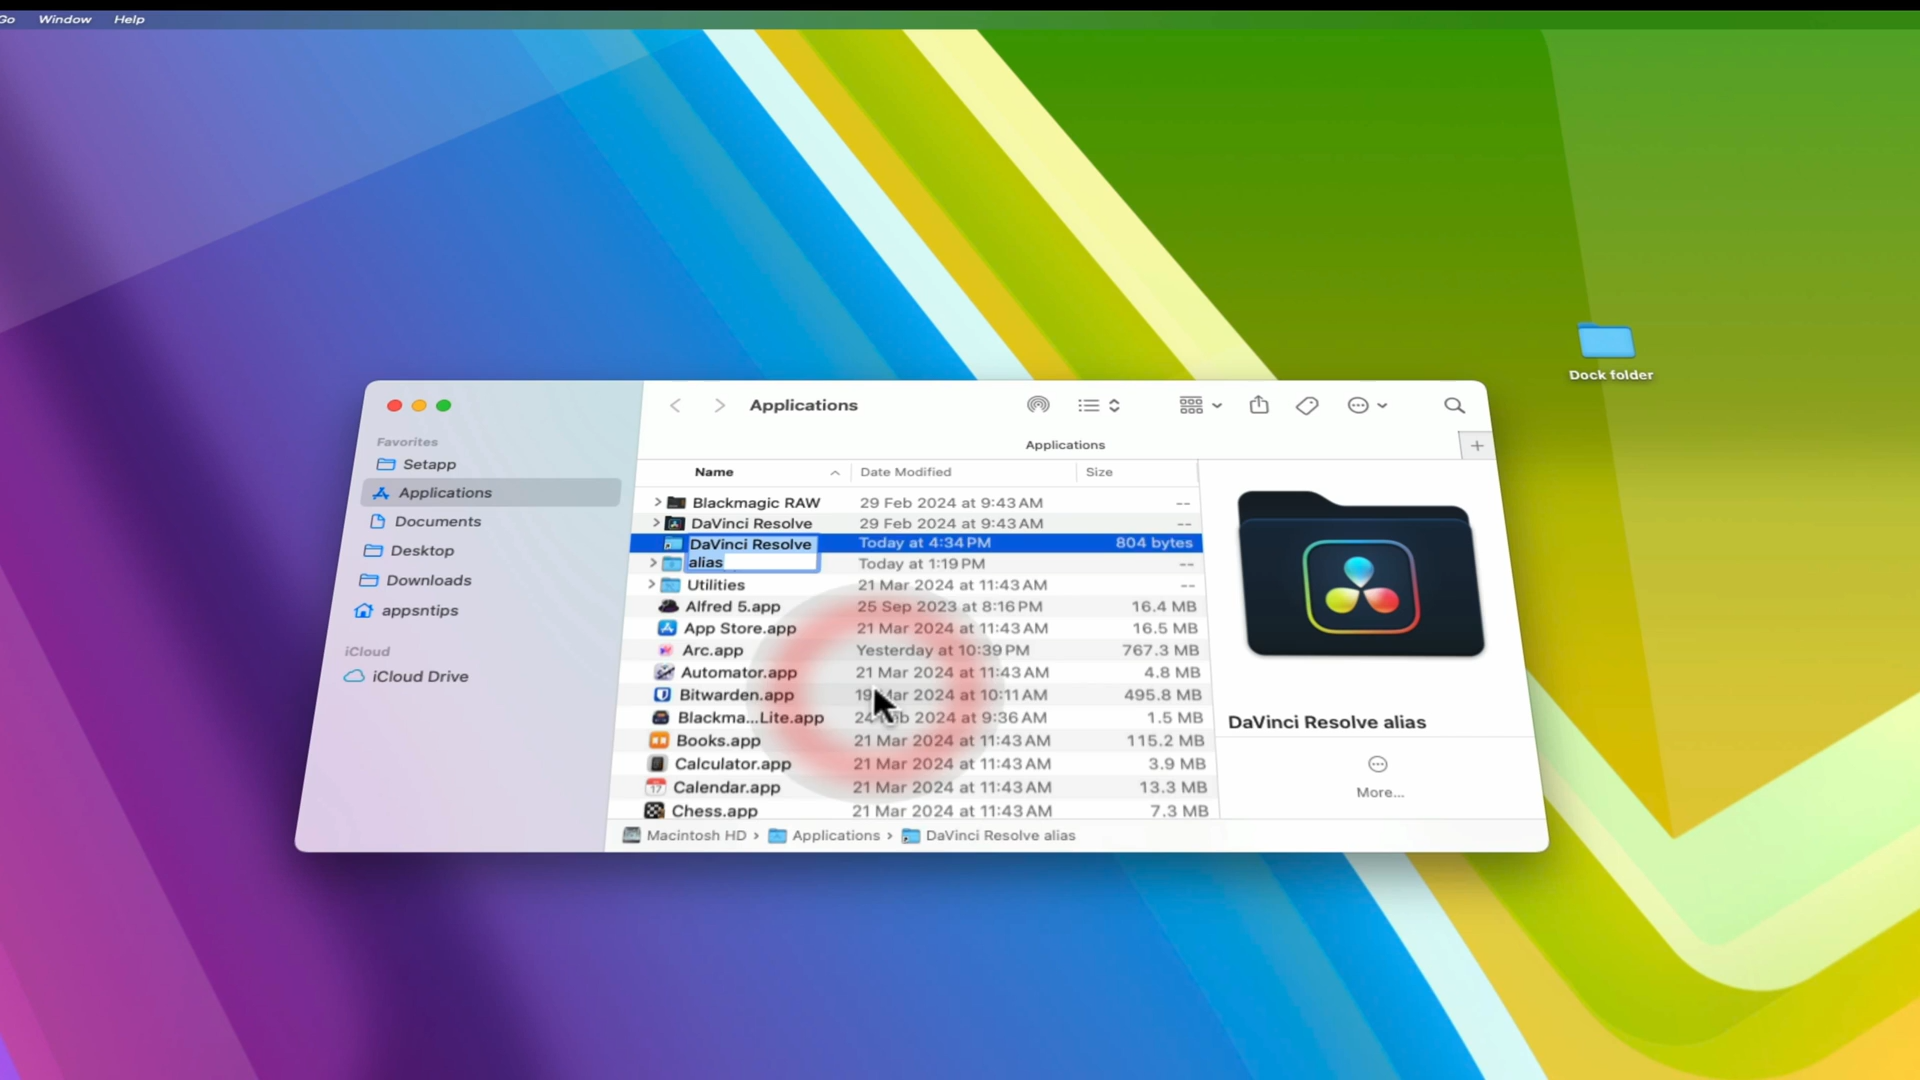 Go Window Help
Dock folder
Applications
Applications
Favorites
Setapp
Applications
Documents
Desktop
Downloads
appsntips
iCloud
iCloud Drive
Name Date Modified Size
Blackmagic RAW 29 Feb 2024 at 9:43 AM --
DaVinci Resolve 29 Feb 2024 at 9:43 AM --
DaVinci Resolve Today at 4:34 PM 804 bytes
alias Today at 1:19 PM --
Utilities 21 Mar 2024 at 11:43 AM --
Alfred 5.app 25 Sep 2023 at 8:16 PM 16.4 MB
App Store.app 21 Mar 2024 at 11:43 AM 16.5 MB
Arc.app Yesterday at 10:39 PM 767.3 MB
Automator.app 21 Mar 2024 at 11:43 AM 4.8 MB
Bitwarden.app 19 Mar 2024 at 10:11 AM 495.8 MB
Blackma...Lite.app 24 Feb 2024 at 9:36 AM 1.5 MB
Books.app 21 Mar 2024 at 11:43 AM 115.2 MB
Calculator.app 21 Mar 2024 at 11:43 AM 3.9 MB
Calendar.app 21 Mar 2024 at 11:43 AM 13.3 MB
Chess.app 21 Mar 2024 at 11:43 AM 7.3 MB
DaVinci Resolve alias
More...
Macintosh HD › Applications › DaVinci Resolve alias